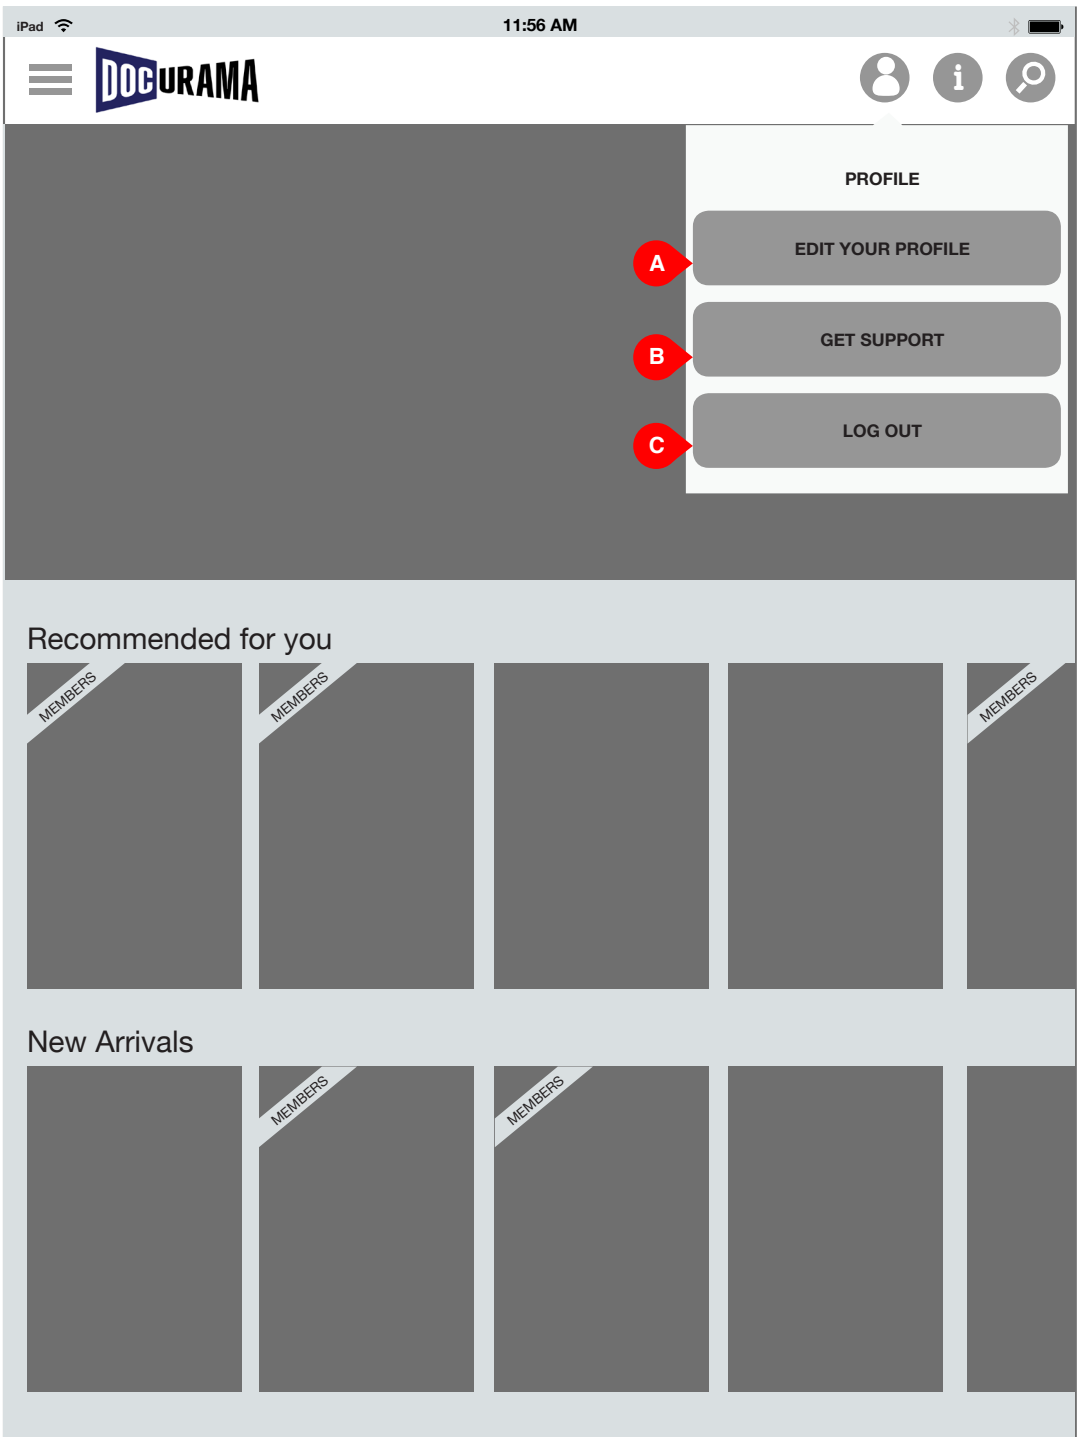 iPad 11:56 AM
DOCURAMA
PROFILE
A EDIT YOUR PROFILE
B GET SUPPORT
C LOG OUT
Recommended for you
MEMBERS MEMBERS MEMBERS
New Arrivals
MEMBERS MEMBERS